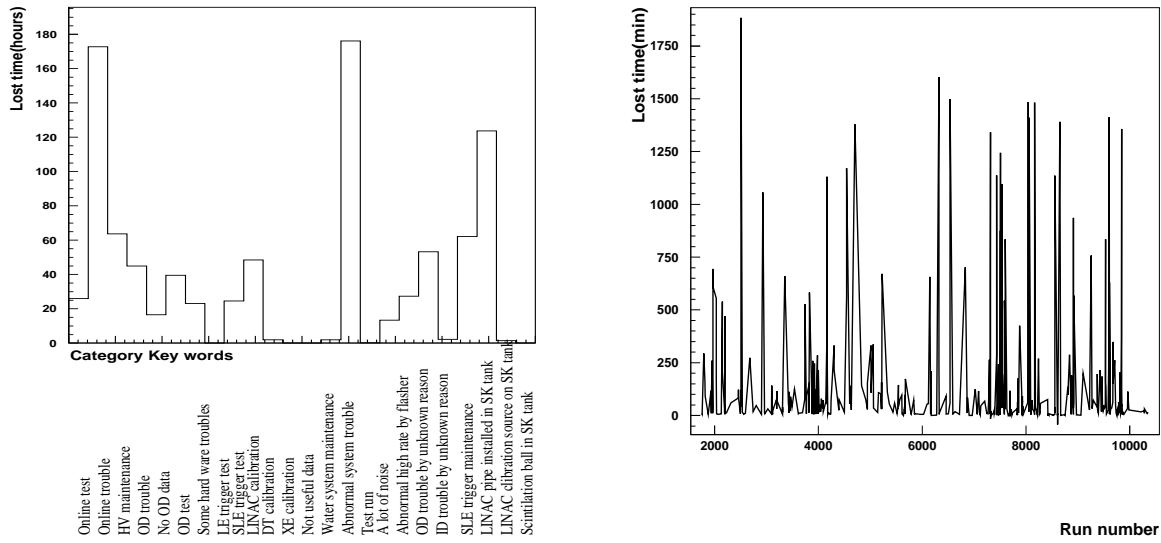 Lost time(hours)
180
160
140
120
100
80
60
40
20
0
Category Key words
Online test
Online trouble
HV maintenance
OD trouble
No OD data
OD test
Some hard ware troubles
LE trigger test
SLE trigger test
LINAC calibration
DT calibration
XE calibration
Not useful data
Water system maintenance
Abnormal system trouble
Test run
A lot of noise
Abnormal high rate by flasher
OD trouble by unknown reason
ID trouble by unknown reason
SLE trigger maintenance
LINAC pipe installed in SK tank
LINAC clibration source on SK tank
Scintilation ball in SK tank
Lost time(min)
1750
1500
1250
1000
750
500
250
0
2000 4000 6000 8000 10000
Run number